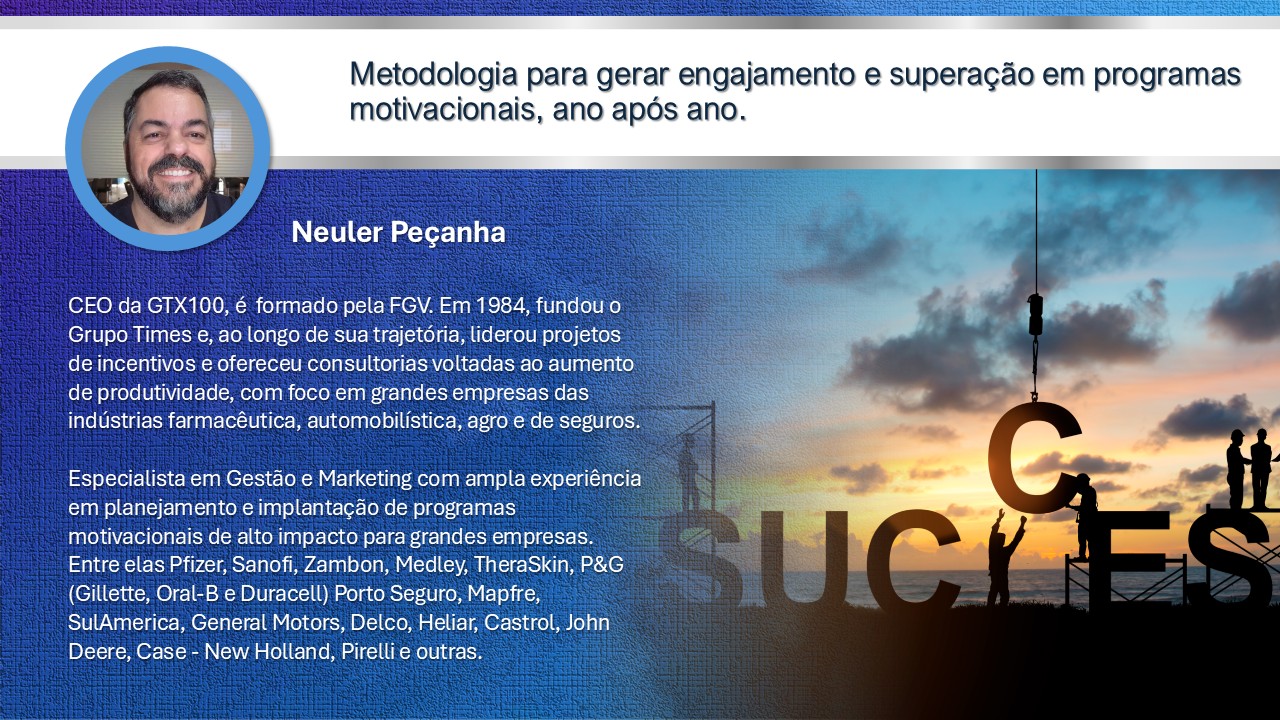 Metodologia para gerar engajamento e superação em programas
motivacionais, ano após ano.
Neuler Peçanha
CEO da GTX100, é  formado pela FGV. Em 1984, fundou o
Grupo Times e, ao longo de sua trajetória, liderou projetos
de incentivos e ofereceu consultorias voltadas ao aumento
de produtividade, com foco em grandes empresas das
indústrias farmacêutica, automobilística, agro e de seguros.
Especialista em Gestão e Marketing com ampla experiência
em planejamento e implantação de programas
motivacionais de alto impacto para grandes empresas.
Entre elas Pfizer, Sanofi, Zambon, Medley, TheraSkin, P&G
(Gillette, Oral-B e Duracell) Porto Seguro, Mapfre,
SulAmerica, General Motors, Delco, Heliar, Castrol, John
Deere, Case - New Holland, Pirelli e outras.
SUCCES